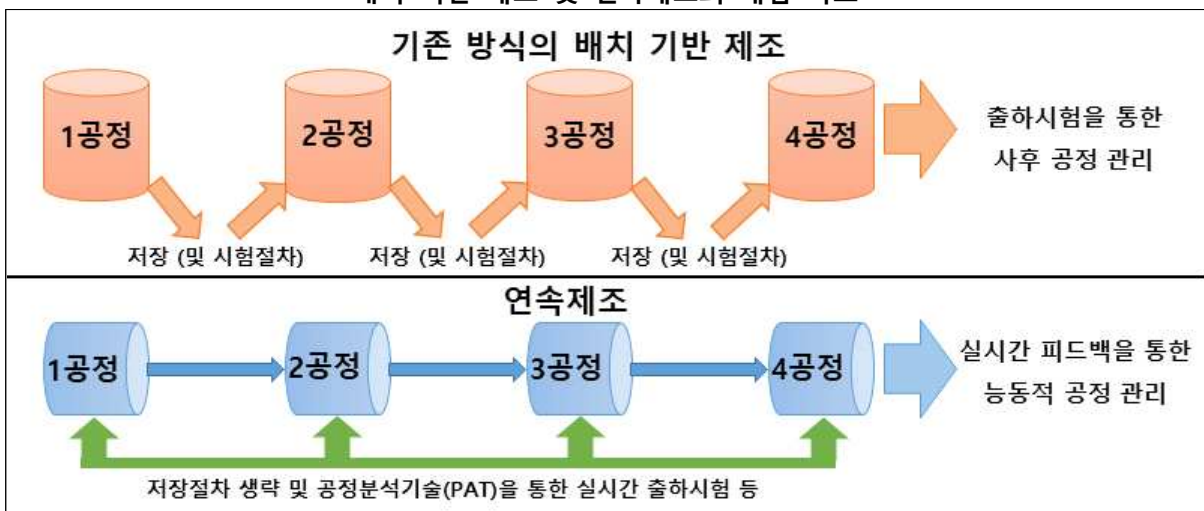 기존 방식의 배치 기반 제조
1공정
2공정
3공정
4공정
출하시험을 통한
사후 공정 관리
저장 (및 시험절차)
저장 (및 시험절차)
저장 (및 시험절차)
연속제조
1공정
2공정
3공정
4공정
실시간 피드백을 통한
능동적 공정 관리
저장절차 생략 및 공정분석기술(PAT)을 통한 실시간 출하시험 등